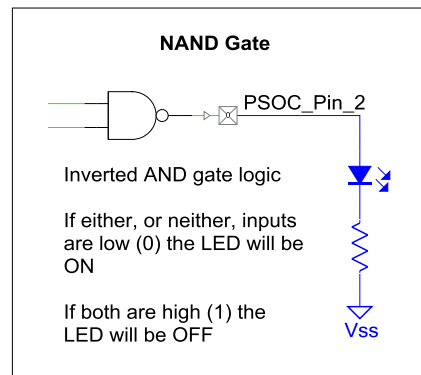 NAND Gate
PSOC_Pin_2
Inverted AND gate logic
If either, or neither, inputs
are low (0) the LED will be
ON
If both are high (1) the
LED will be OFF
Vss